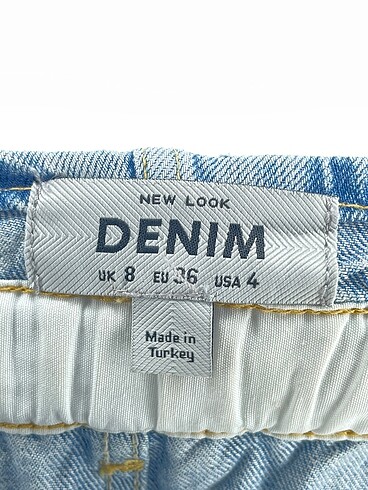 NEW LOOK
DENIM
UK 8 EU 36 USA 4
Made in
Turkey